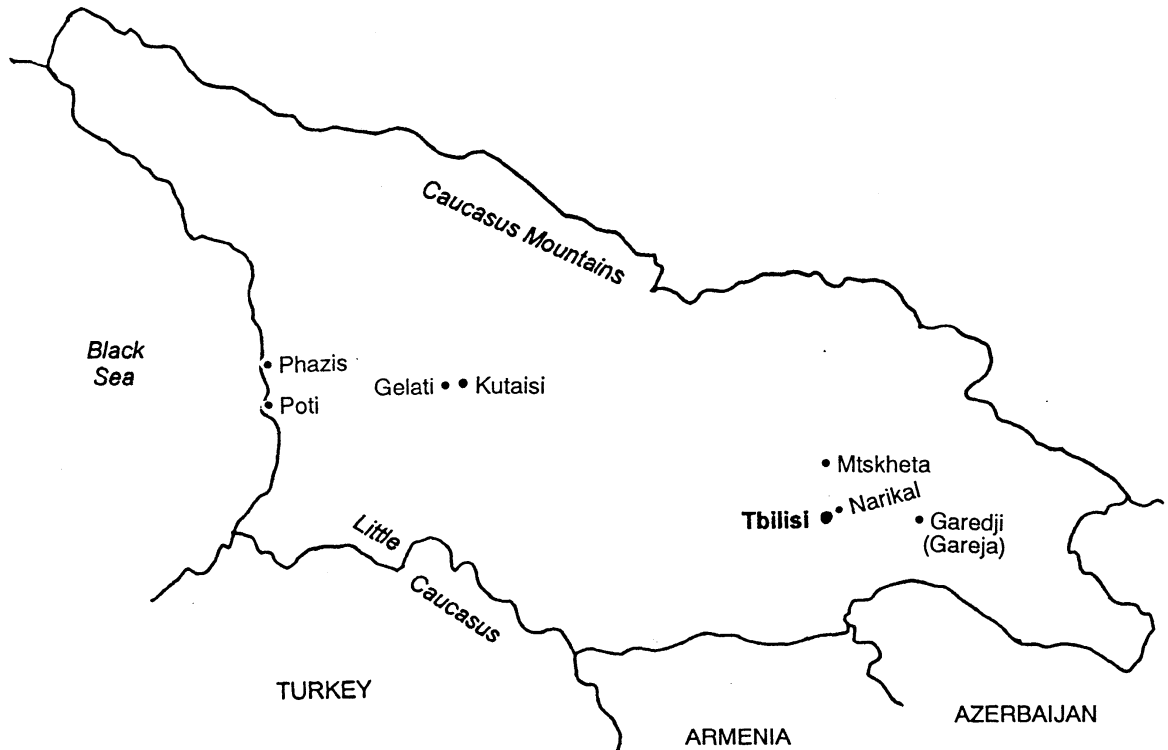 Caucasus Mountains
Black
Sea
Phazis
Gelati
Kutaisi
Poti
Mtskheta
Narikal
Tbilisi
Garedji
(Gareja)
Little
Caucasus
TURKEY
ARMENIA
AZERBAIJAN